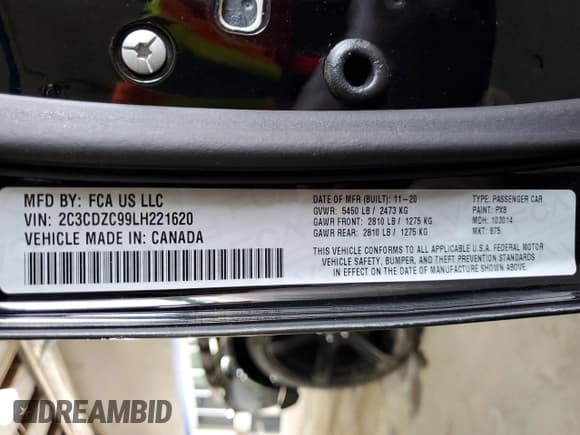 MFD BY: FCA US LLC
VIN: 2C3CDZC99LH221620
VEHICLE MADE IN: CANADA
DATE OF MFR (BUILT): 11-20
GVWR: 5450 LB / 2473 KG
GAWR FRONT: 2810 LB / 1275 KG
GAWR REAR: 2810 LB / 1275 KG
TYPE: PASSENGER CAR
PAINT: PX8
MDH: 103014
MKT: 875
THIS VEHICLE CONFORMS TO ALL APPLICABLE U.S.A. FEDERAL MOTOR
VEHICLE SAFETY, BUMPER, AND THEFT PREVENTION STANDARDS
IN EFFECT ON THE DATE OF MANUFACTURE SHOWN ABOVE.
DREAMBID